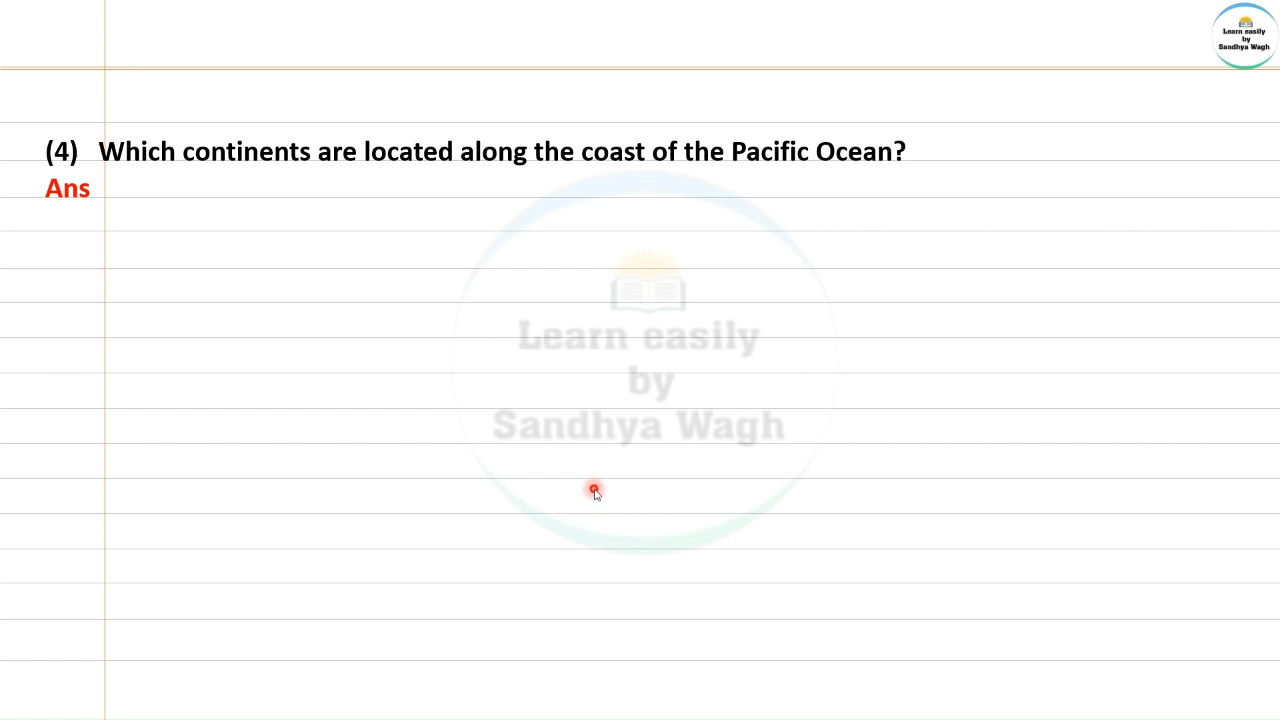 Learn easily
by
Sandhya Wagh
(4) Which continents are located along the coast of the Pacific Ocean?
Ans
Learn easily
by
Sandhya Wagh